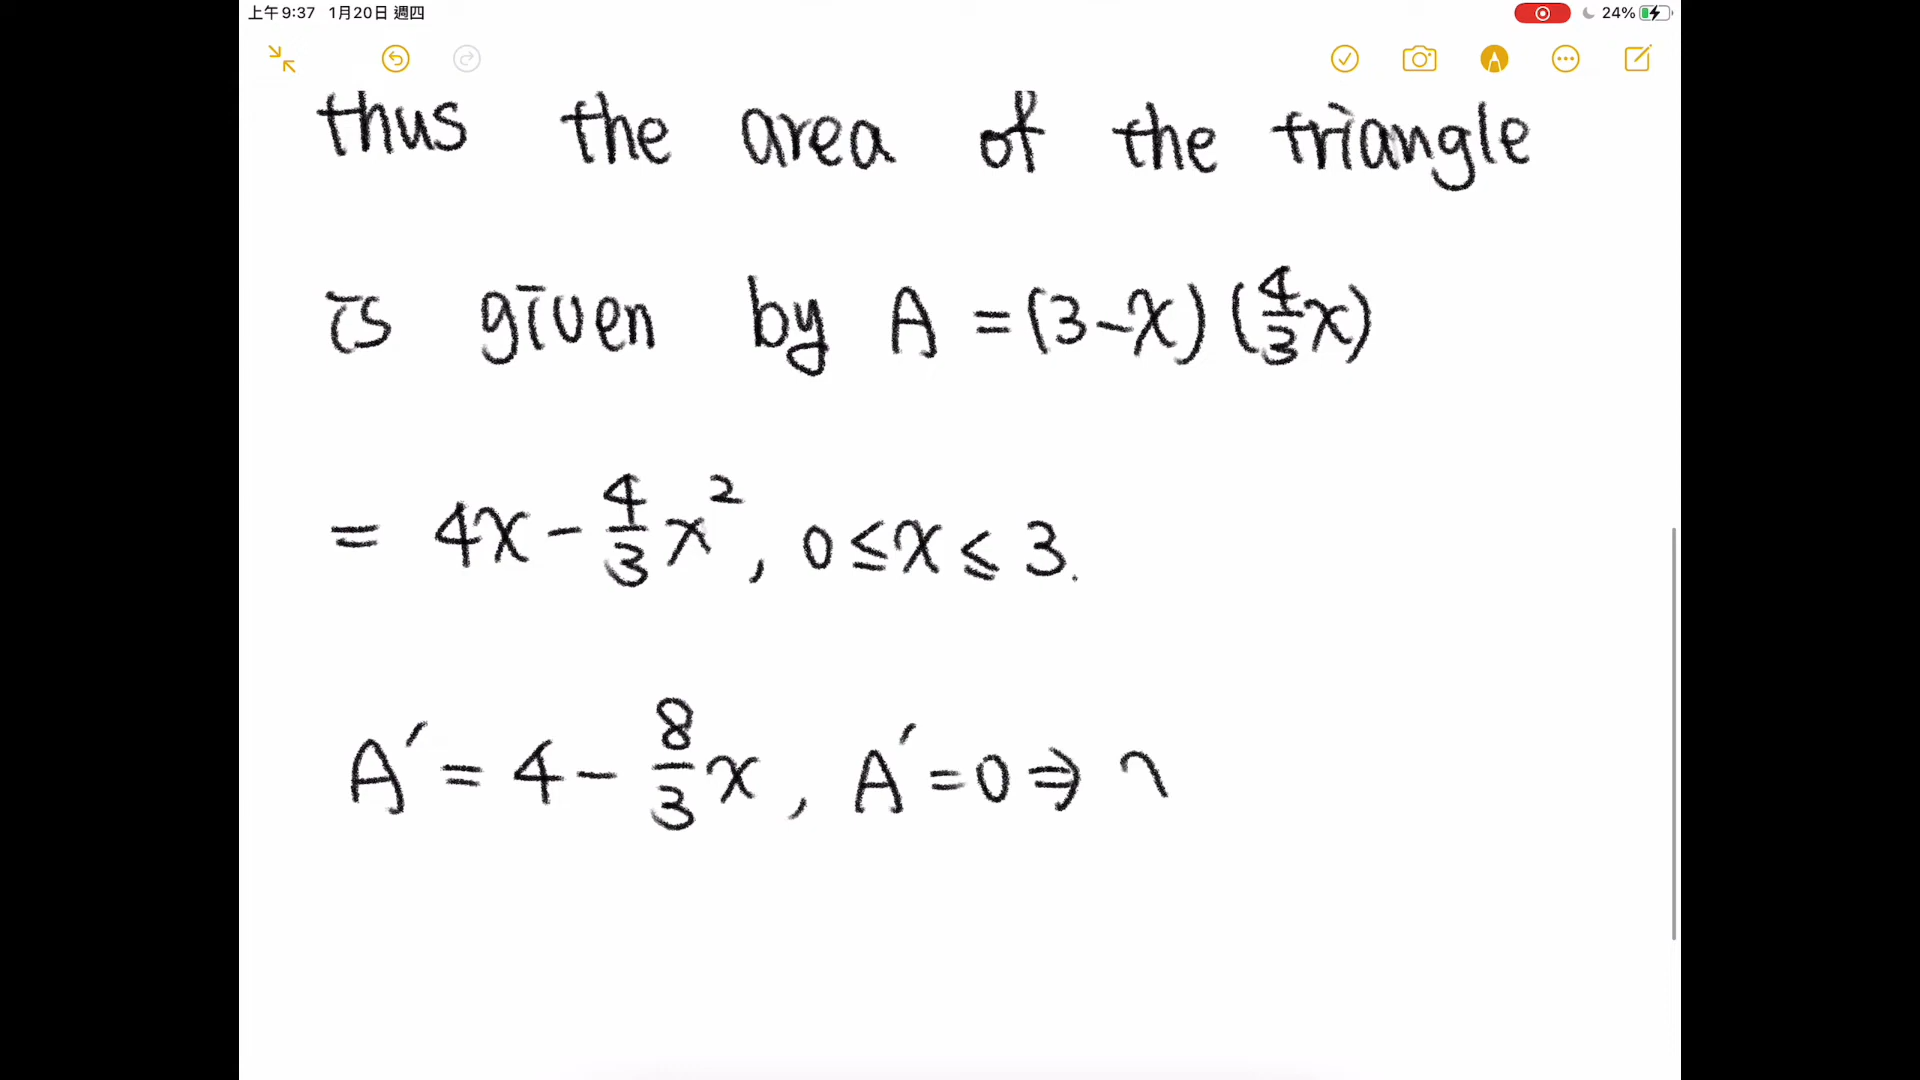 上午9:37 1月20日 週四
24%
thus the area of the triangle
is given by A = (3-x)(4/3x)
= 4x - 4/3x², 0≤x≤3.
A' = 4 - 8/3x, A' = 0 ⇒